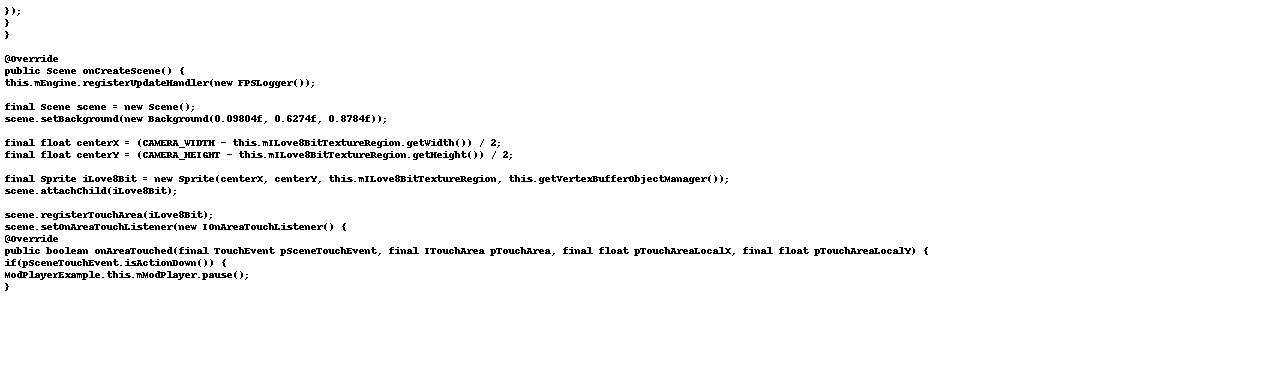 });
}
}
@Override
public Scene onCreateScene() {
this.mEngine.registerUpdateHandler(new FPSLogger());
final Scene scene = new Scene();
scene.setBackground(new Background(0.09804f, 0.6274f, 0.8784f));
final float centerX = (CAMERA_WIDTH - this.mILove8BitTextureRegion.getWidth()) / 2;
final float centerY = (CAMERA_HEIGHT - this.mILove8BitTextureRegion.getHeight()) / 2;
final Sprite iLove8Bit = new Sprite(centerX, centerY, this.mILove8BitTextureRegion, this.getVertexBufferObjectManager());
scene.attachChild(iLove8Bit);
scene.registerTouchArea(iLove8Bit);
scene.setOnAreaTouchListener(new IOnAreaTouchListener() {
@Override
public boolean onAreaTouched(final TouchEvent pSceneTouchEvent, final ITouchArea pTouchArea, final float pTouchAreaLocalX, final float pTouchAreaLocalY) {
if(pSceneTouchEvent.isActionDown()) {
ModPlayerExample.this.mModPlayer.pause();
}